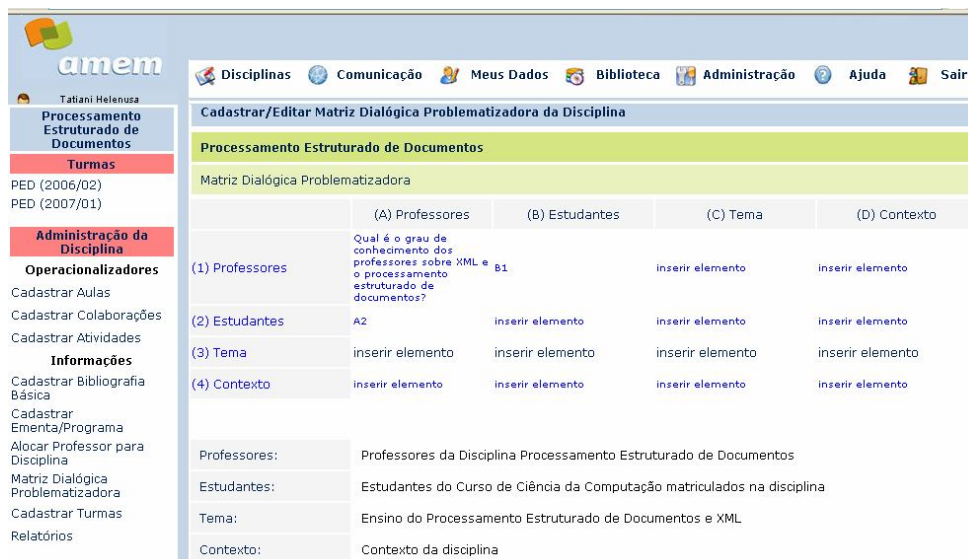 amem
Disciplinas Comunicação Meus Dados Biblioteca Administração Ajuda Sair
Tatiani Helenusa
Processamento
Estruturado de
Documentos
Turmas
PED (2006/02)
PED (2007/01)
Administração da
Disciplina
Operacionalizadores
Cadastrar Aulas
Cadastrar Colaborações
Cadastrar Atividades
Informações
Cadastrar Bibliografia
Básica
Cadastrar
Ementa/Programa
Alocar Professor para
Disciplina
Matriz Dialógica
Problematizadora
Cadastrar Turmas
Relatórios
Cadastrar/Editar Matriz Dialógica Problematizadora da Disciplina
Processamento Estruturado de Documentos
Matriz Dialógica Problematizadora
(A) Professores (B) Estudantes (C) Tema (D) Contexto
Qual é o grau de
conhecimento dos
professores sobre XML e
o processamento
estruturado de
documentos?
(1) Professores B1 inserir elemento inserir elemento
(2) Estudantes A2 inserir elemento inserir elemento inserir elemento
(3) Tema inserir elemento inserir elemento inserir elemento inserir elemento
(4) Contexto inserir elemento inserir elemento inserir elemento inserir elemento
Professores: Professores da Disciplina Processamento Estruturado de Documentos
Estudantes: Estudantes do Curso de Ciência da Computação matriculados na disciplina
Tema: Ensino do Processamento Estruturado de Documentos e XML
Contexto: Contexto da disciplina